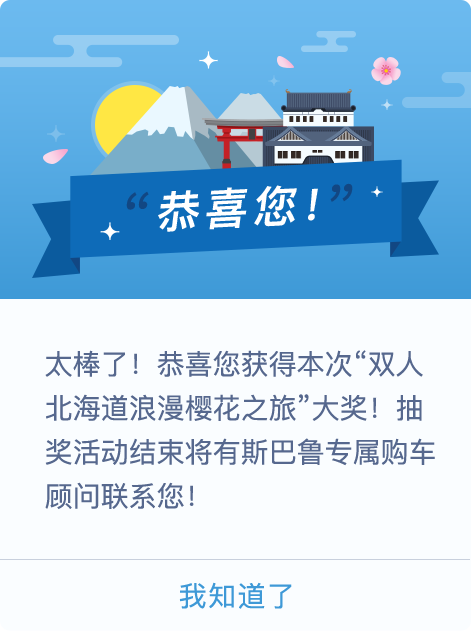 “恭喜您！”
太棒了！恭喜您获得本次“双人
北海道浪漫樱花之旅”大奖！抽
奖活动结束将有斯巴鲁专属购车
顾问联系您！
我知道了